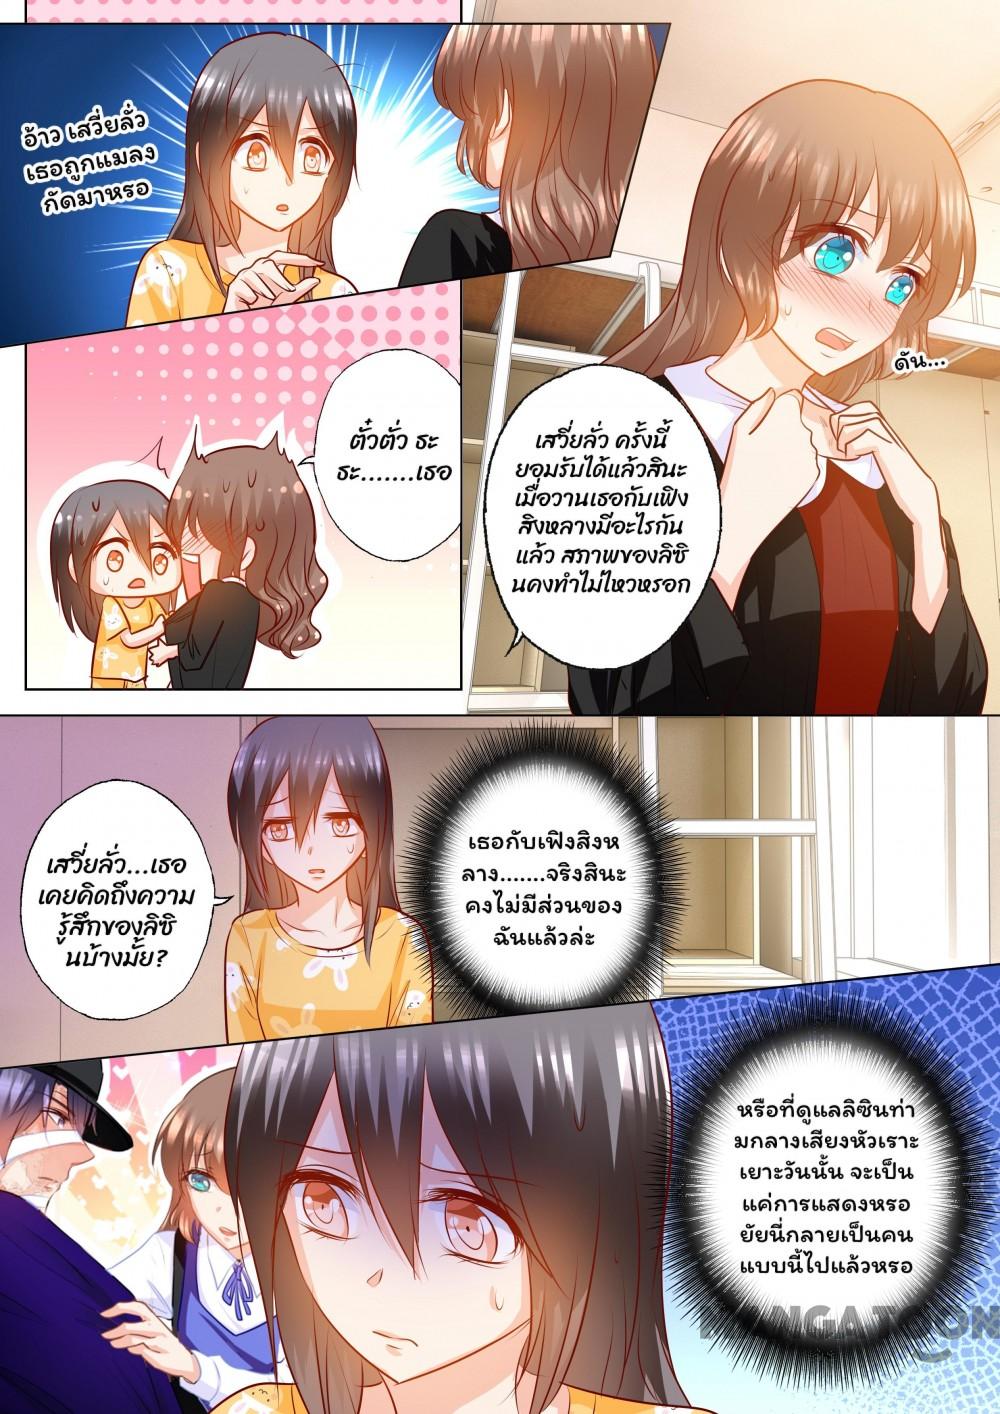 อ้าว เสวี่ยลั่ว
เธอถูกแมลง
กัดมาหรอ
ดัน...
ตั๋วตั่ว ธะ
ธะ.......เธอ
เสวี่ยลั่ว ครั้งนี้
ยอมรับได้แล้วสินะ
เมื่อวานเธอกับเฟิง
สิงหลางมีอะไรกัน
แล้ว สภาพของลิซิ
นคงทำไม่ไหวหรอก
เสวี่ยลั่ว...เธอ
เคยคิดถึงความ
รู้สึกของลิซิ
นบ้างมั้ย?
เธอกับเฟิงสิงห
ลาง.......จริงสินะ
คงไม่มีส่วนของ
ฉันแล้วล่ะ
หรือที่ดูแลลิซินท่า
มกลางเสียงหัวเราะ
เยาะวันนั้น จะเป็น
แค่การแสดงหรอ
ยัยนี่กลายเป็นคน
แบบนี้ไปแล้วหรอ
MANGATOON